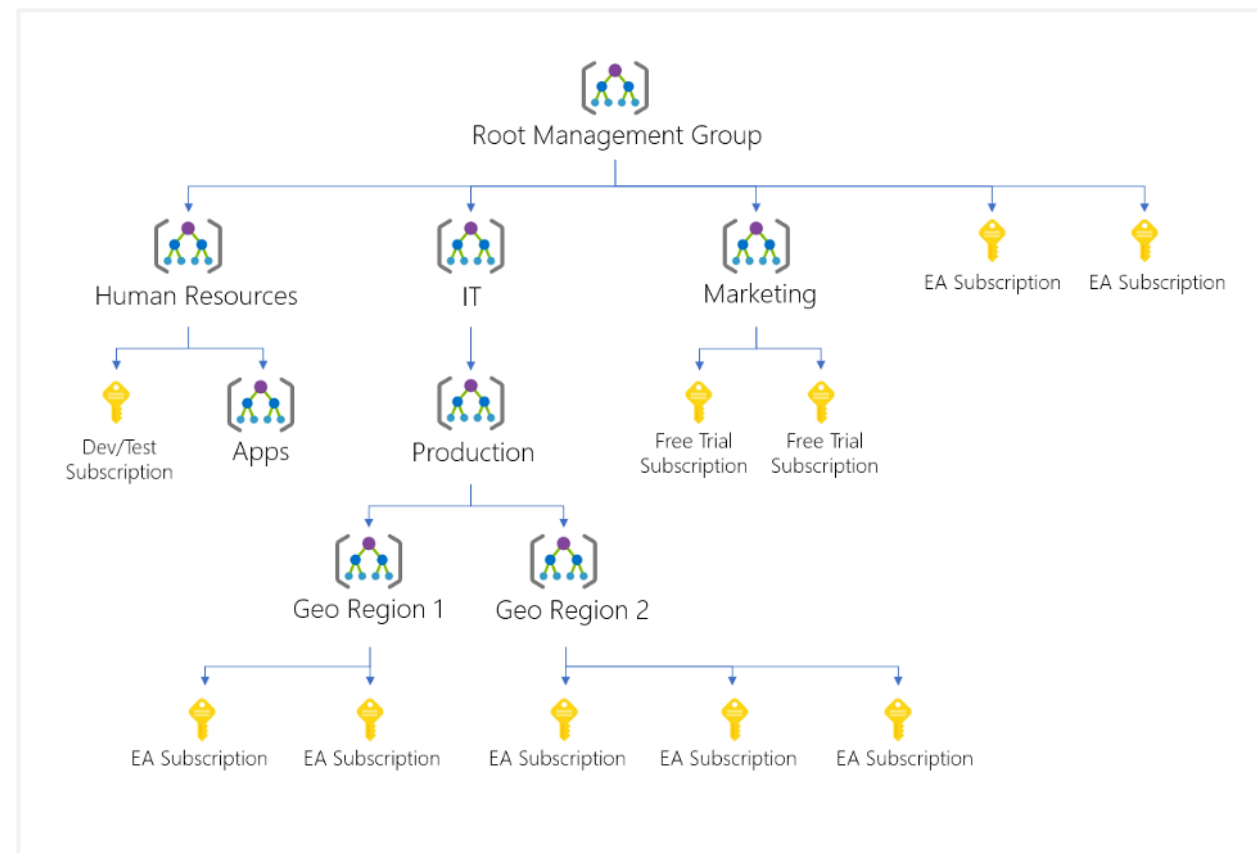 Root Management Group
Human Resources
IT
Marketing
EA Subscription
EA Subscription
Dev/Test
Subscription
Apps
Production
Free Trial
Subscription
Free Trial
Subscription
Geo Region 1
Geo Region 2
EA Subscription
EA Subscription
EA Subscription
EA Subscription
EA Subscription